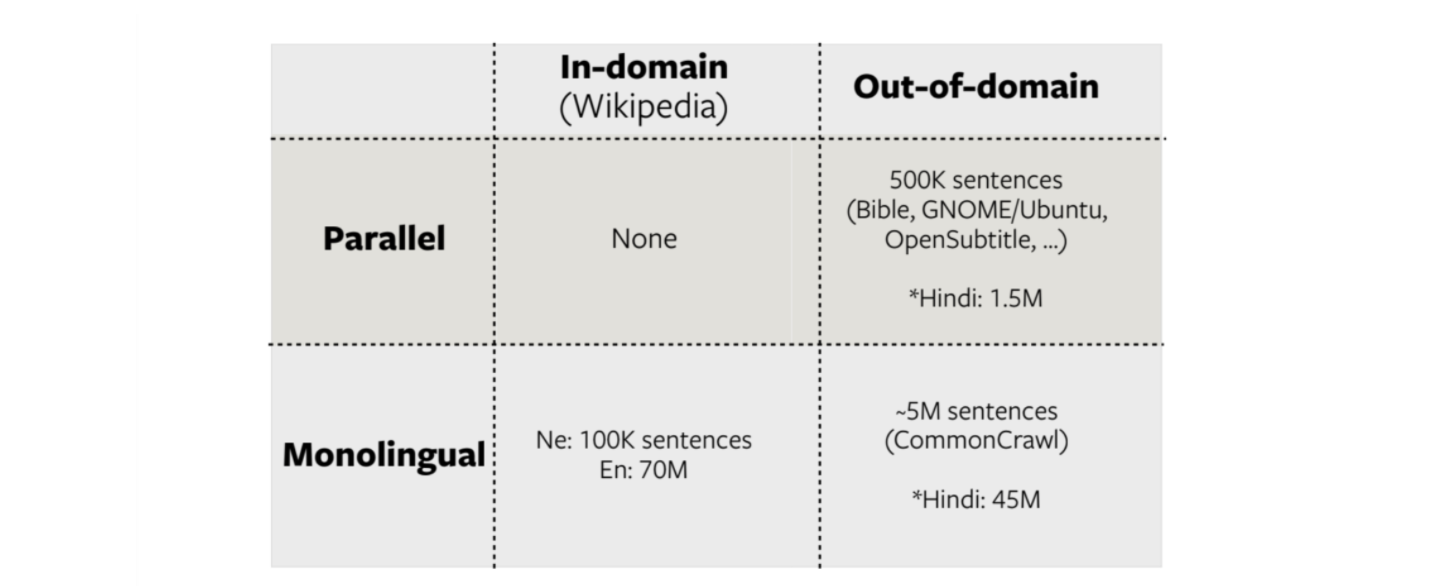 In-domain
(Wikipedia)
Out-of-domain
Parallel
None
500K sentences
(Bible, GNOME/Ubuntu,
OpenSubtitle, ...)
*Hindi: 1.5M
Monolingual
Ne: 100K sentences
En: 70M
~5M sentences
(CommonCrawl)
*Hindi: 45M